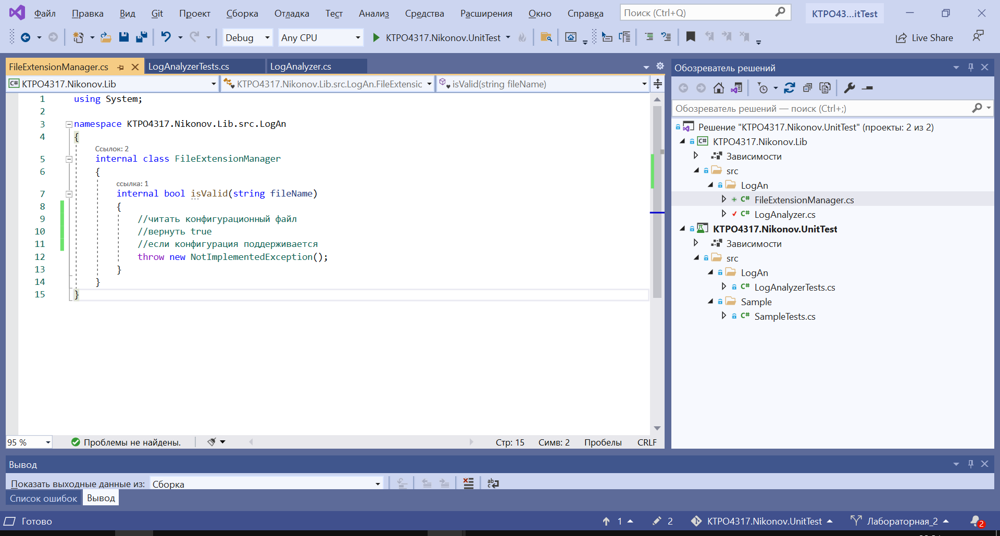 Файл Правка Вид Git Проект Сборка Отладка Тест Анализ Средства Расширения Окно Справка Поиск (Ctrl+Q) КТРО43...itTest
Debug Any CPU KTPO4317.Nikonov.UnitTest Live Share
FileExtensionManager.cs LogAnalyzerTests.cs LogAnalyzer.cs
KTPO4317.Nikonov.Lib KTPO4317.Nikonov.Lib.src.LogAn.FileExtensic isValid(string fileName)
1 using System;
2
3 namespace KTPO4317.Nikonov.Lib.src.LogAn
4 {
Ссылок: 2
5 internal class FileExtensionManager
6 {
ссылка: 1
7 internal bool isValid(string fileName)
8 {
9 //читать конфигурационный файл
10 //вернуть true
11 //если конфигурация поддерживается
12 throw new NotImplementedException();
13 }
14 }
15 }
95 % Проблемы не найдены. Стр: 15 Симв: 2 Пробелы CRLF
Обозреватель решений
Обозреватель решений — поиск (Ctrl+;)
Решение "KTPO4317.Nikonov.UnitTest" (проекты: 2 из 2)
C# KTPO4317.Nikonov.Lib
Зависимости
src
LogAn
C# FileExtensionManager.cs
C# LogAnalyzer.cs
KTPO4317.Nikonov.UnitTest
Зависимости
src
LogAn
C# LogAnalyzerTests.cs
Sample
C# SampleTests.cs
Вывод
Показать выходные данные из: Сборка
Список ошибок Вывод
Готово 1 2 KTPO4317.Nikonov.UnitTest Лабораторная_2 2